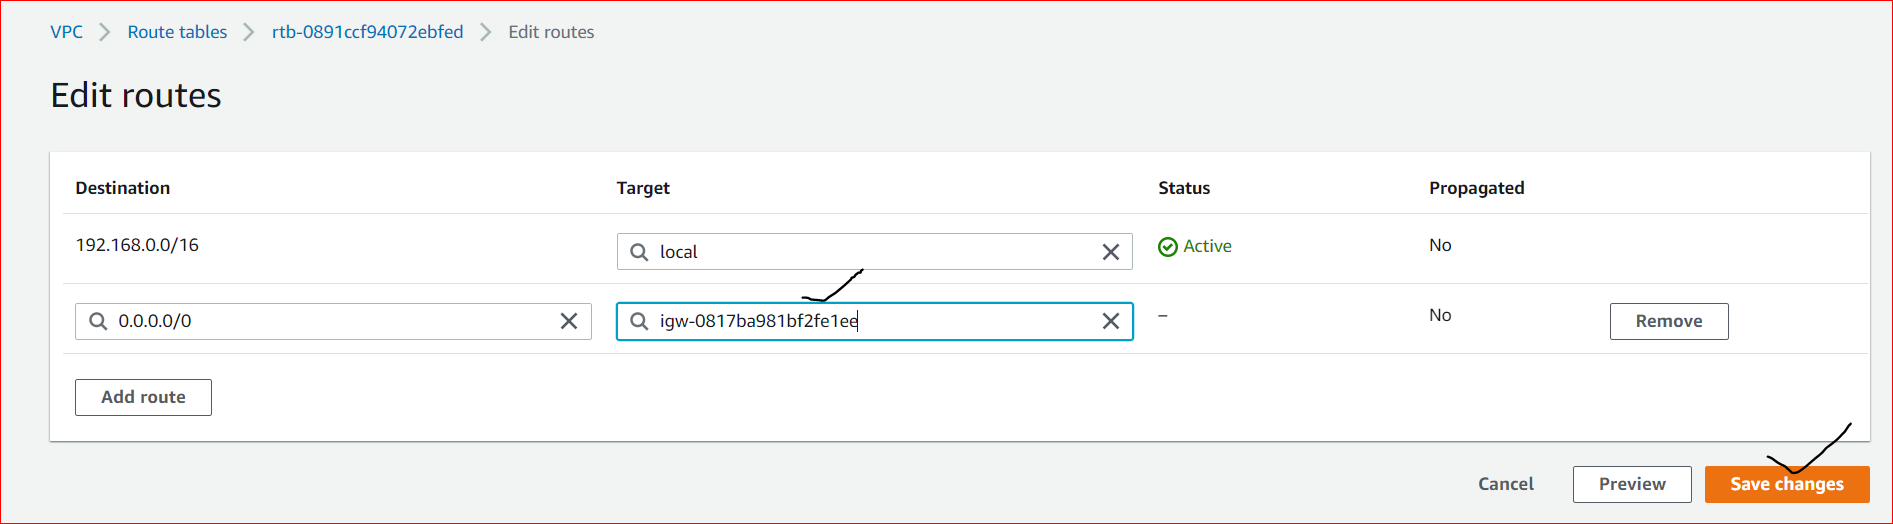 VPC > Route tables > rtb-0891ccf94072ebfed > Edit routes
Edit routes
Destination Target Status Propagated
192.168.0.0/16 local Active No
0.0.0.0/0 igw-0817ba981bf2fe1ee – No Remove
Add route
Cancel Preview Save changes